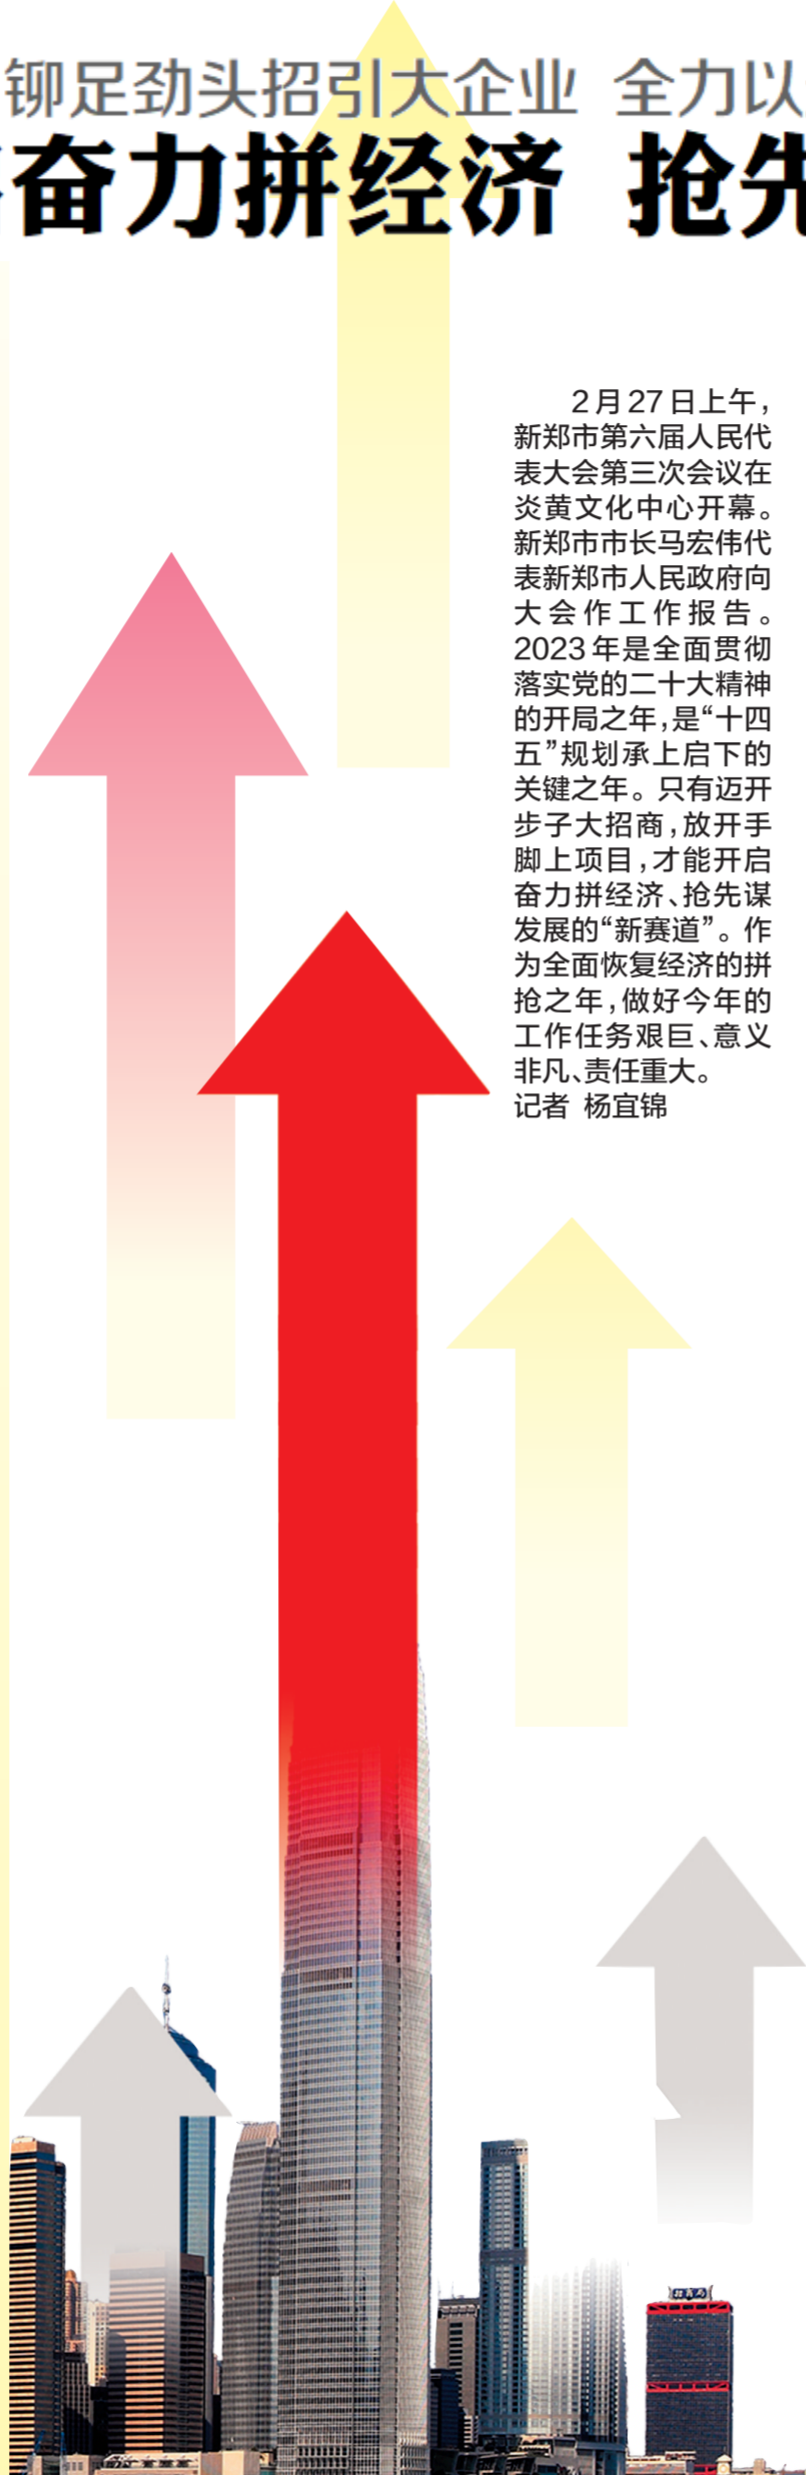 铆足劲头招引大企业 全力以
奋力拼经济 抢先
2月27日上午,
新郑市第六届人民代
表大会第三次会议在
炎黄文化中心开幕。
新郑市市长马宏伟代
表新郑市人民政府向
大会作工作报告。
2023年是全面贯彻
落实党的二十大精神
的开局之年,是“十四
五”规划承上启下的
关键之年。只有迈开
步子大招商,放开手
脚上项目,才能开启
奋力拼经济、抢先谋
发展的“新赛道”。作
为全面恢复经济的拼
抢之年,做好今年的
工作任务艰巨、意义
非凡、责任重大。
记者 杨宜锦